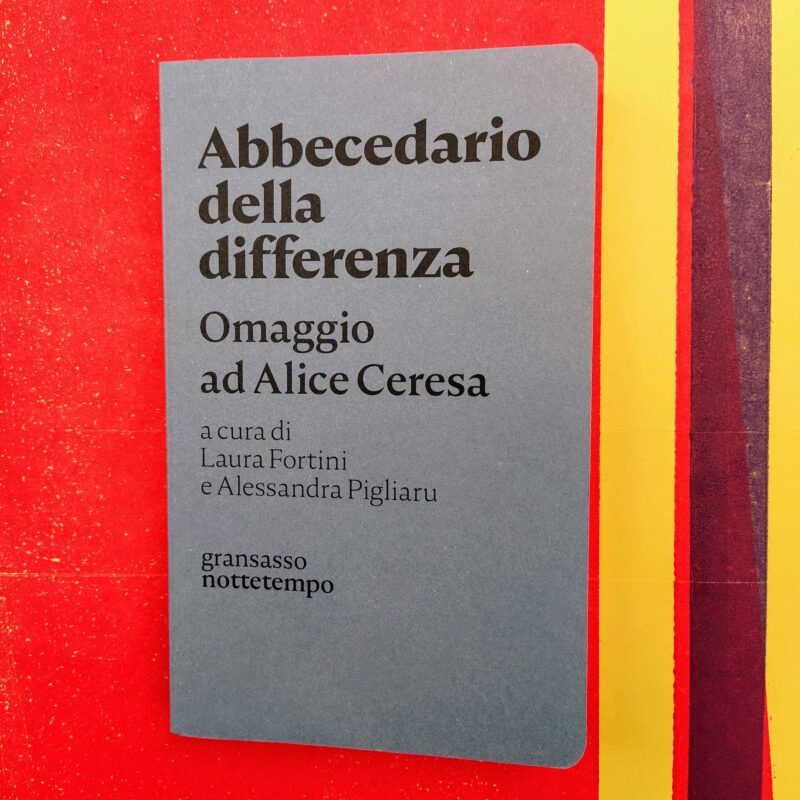 Abbecedario
della
differenza
Omaggio
ad Alice Ceresa
a cura di
Laura Fortini
e Alessandra Pigliaru
gransasso
nottetempo